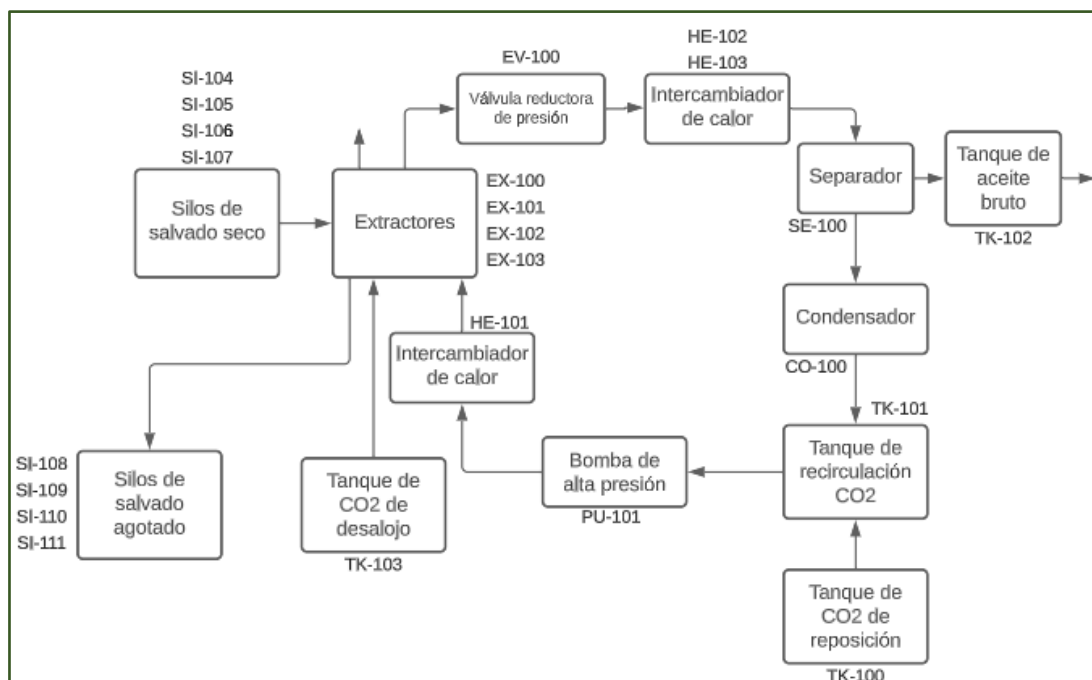 EV-100
Válvula reductora
de presión
HE-102
HE-103
Intercambiador
de calor
SI-104
SI-105
SI-106
SI-107
Silos de
salvado seco
Extractores
EX-100
EX-101
EX-102
EX-103
Separador
SE-100
Tanque de
aceite
bruto
TK-102
Condensador
CO-100
HE-101
Intercambiador
de calor
TK-101
Tanque de
recirculación
CO2
Bomba de
alta presión
PU-101
SI-108
SI-109
SI-110
SI-111
Silos de
salvado
agotado
Tanque de
CO2 de
desalojo
TK-103
Tanque de
CO2 de
reposición
TK-100